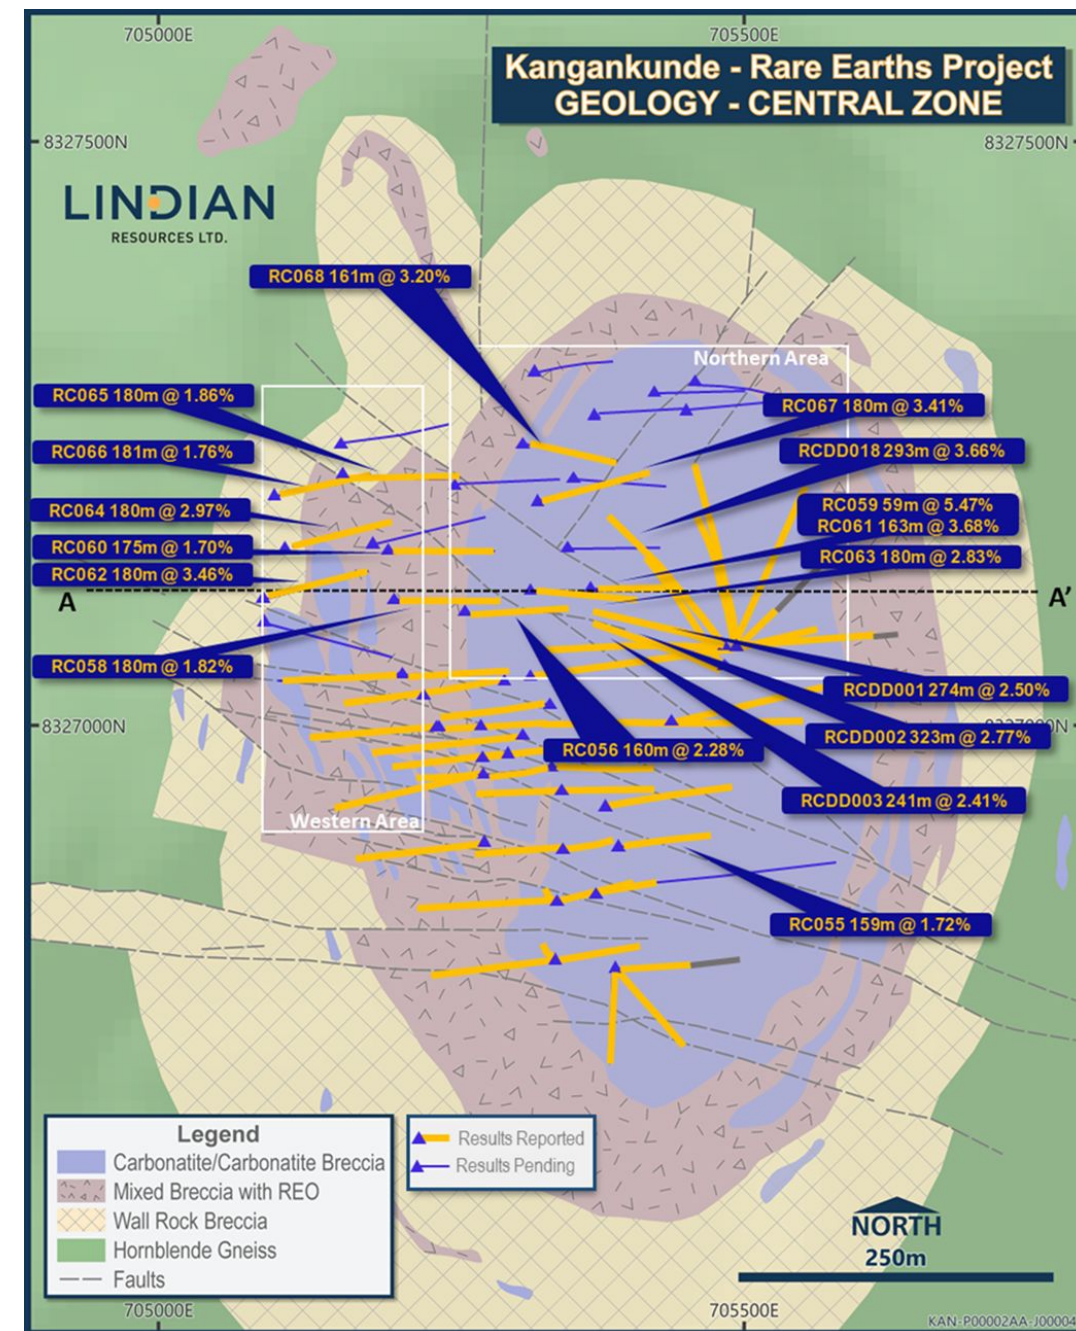 705000E
705500E
Kangankunde - Rare Earths Project
GEOLOGY - CENTRAL ZONE
8327500N
8327500N
LINDIAN
RESOURCES LTD.
RC068 161m @ 3.20%
Northern Area
RC065 180m @ 1.86%
RC067 180m @ 3.41%
RC066 181m @ 1.76%
RCDD018 293m @ 3.66%
RC064 180m @ 2.97%
RC059 59m @ 5.47%
RC061 163m @ 3.68%
RC060 175m @ 1.70%
RC063 180m @ 2.83%
RC062 180m @ 3.46%
A
A'
RC058 180m @ 1.82%
RCDD001 274m @ 2.50%
8327000N
RCDD002 323m @ 2.77%
RC056 160m @ 2.28%
RCDD003 241m @ 2.41%
Western Area
RC055 159m @ 1.72%
Legend
Carbonatite/Carbonatite Breccia
Mixed Breccia with REO
Wall Rock Breccia
Hornblende Gneiss
Faults
Results Reported
Results Pending
NORTH
250m
705000E
705500E
KAN-P00002AA-J00004